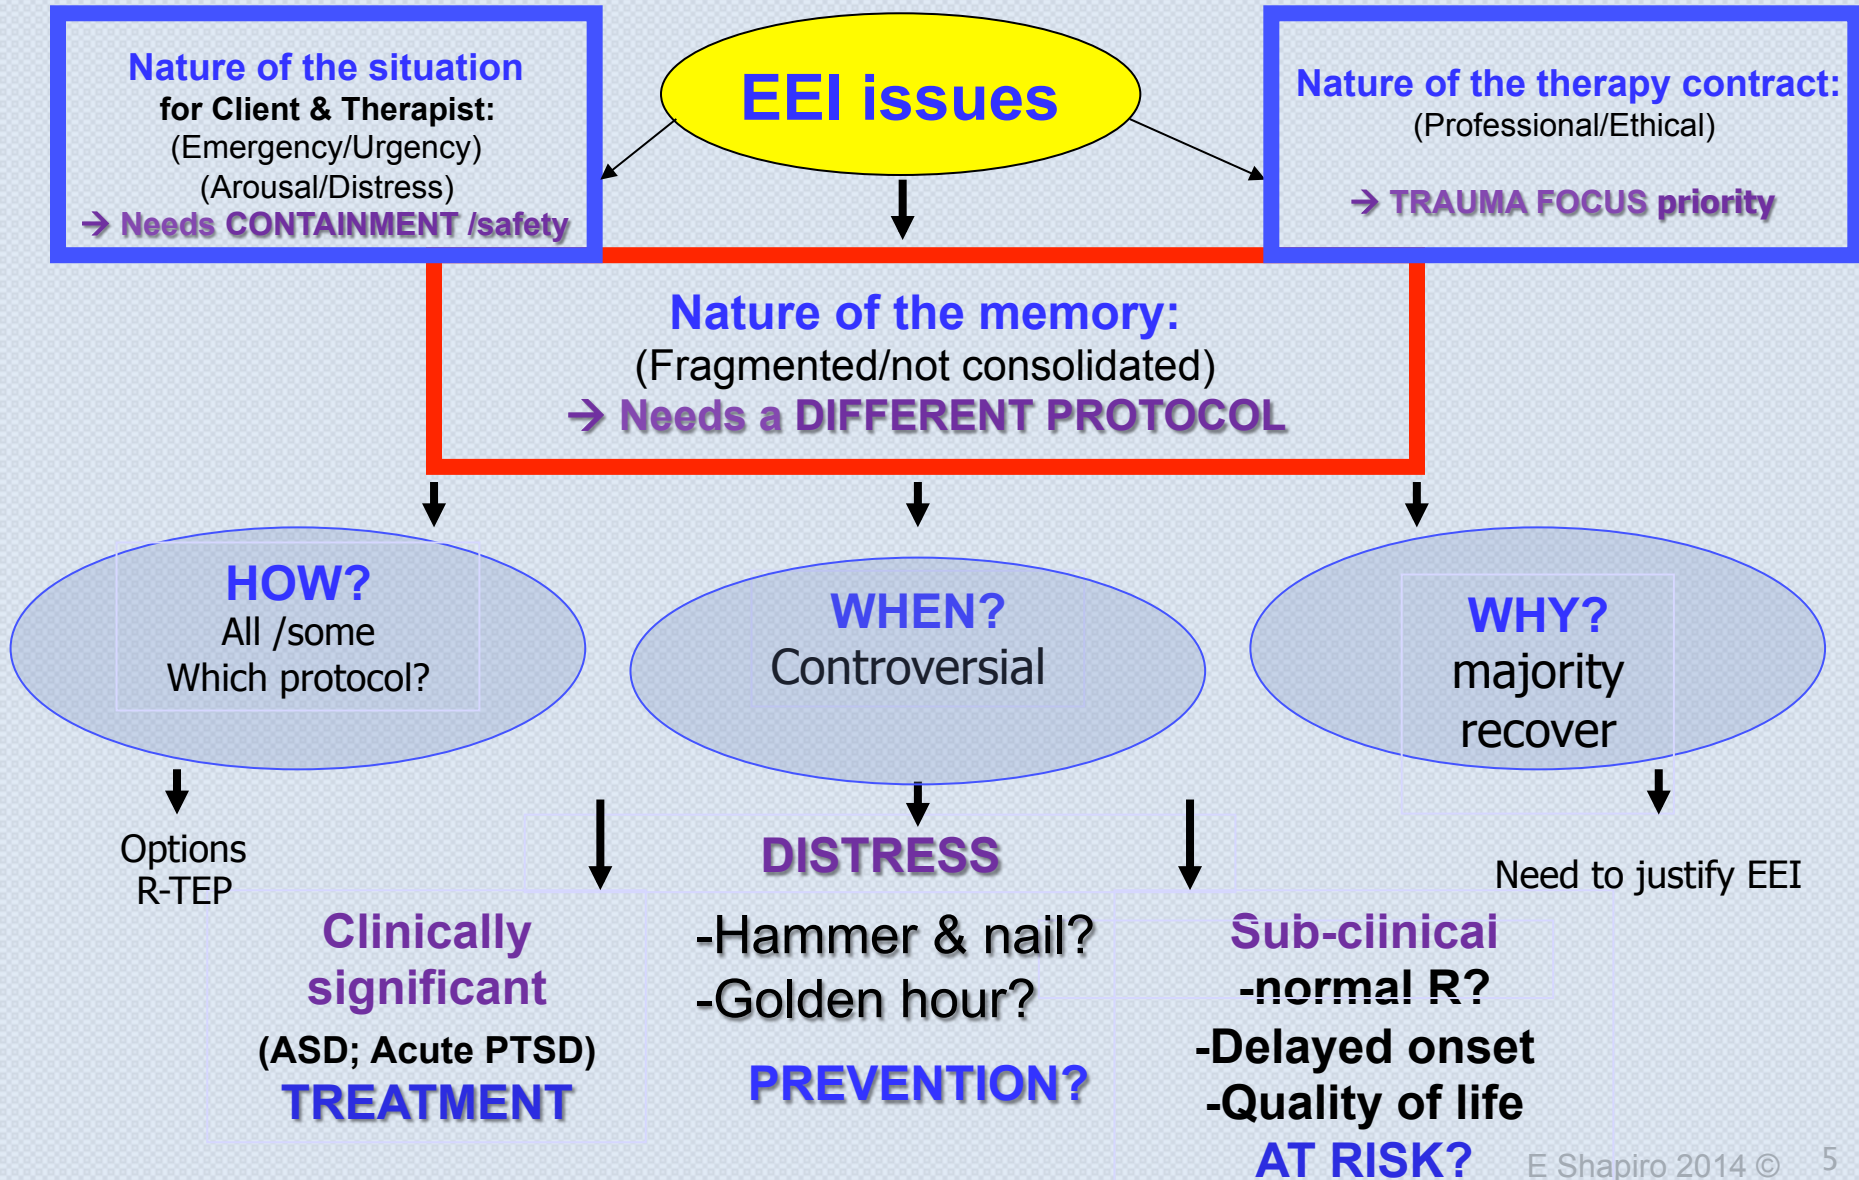 Nature of the situation
for Client & Therapist:
(Emergency/Urgency)
(Arousal/Distress)
→ Needs CONTAINMENT /safety
EEI issues
Nature of the therapy contract:
(Professional/Ethical)
→ TRAUMA FOCUS priority
Nature of the memory:
(Fragmented/not consolidated)
→ Needs a DIFFERENT PROTOCOL
HOW?
All /some
Which protocol?
WHEN?
Controversial
WHY?
majority
recover
Options
R-TEP
Need to justify EEI
Clinically
significant
(ASD; Acute PTSD)
TREATMENT
DISTRESS
-Hammer & nail?
-Golden hour?
PREVENTION?
Sub-ciinicai
-normal R?
-Delayed onset
-Quality of life
AT RISK?
E Shapiro 2014 ©
5